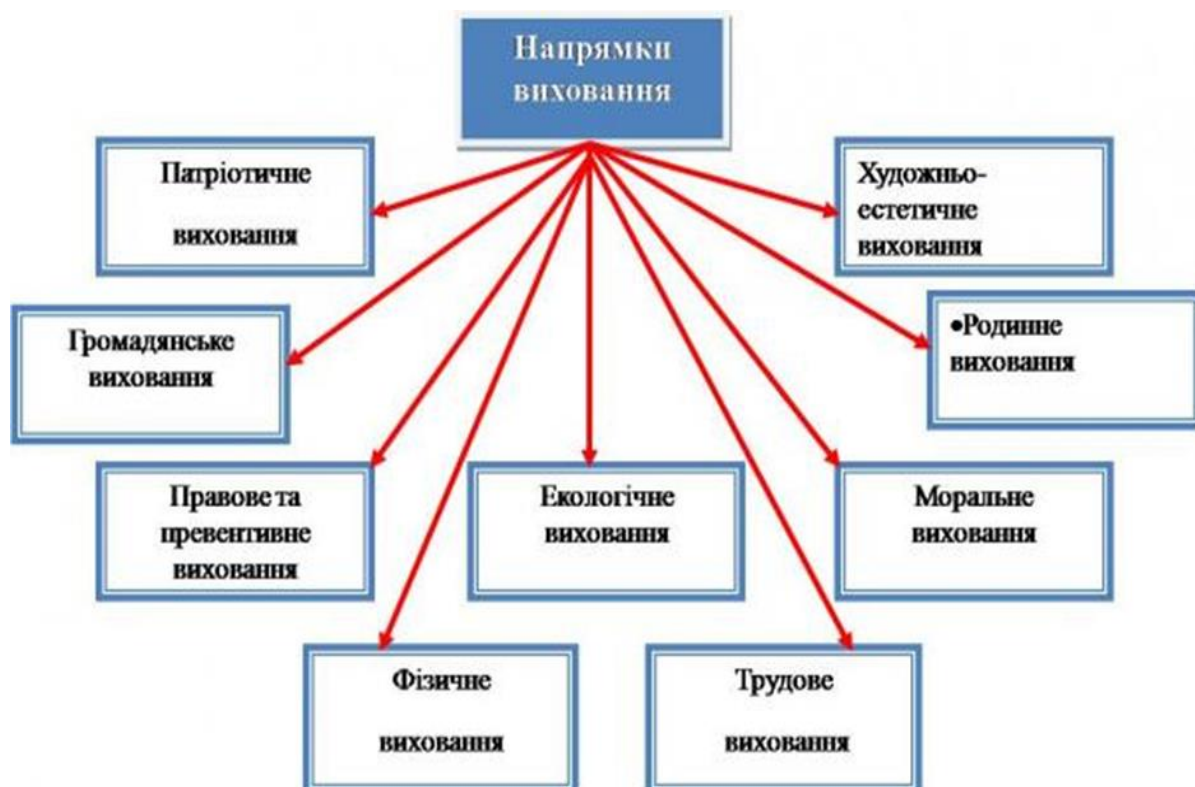 Напрямки
виховання
Патріотичне
виховання
Художньо-
естетичне
виховання
Громадянське
виховання
•Родинне
виховання
Правове та
превентивне
виховання
Екологічне
виховання
Моральне
виховання
Фізичне
виховання
Трудове
виховання